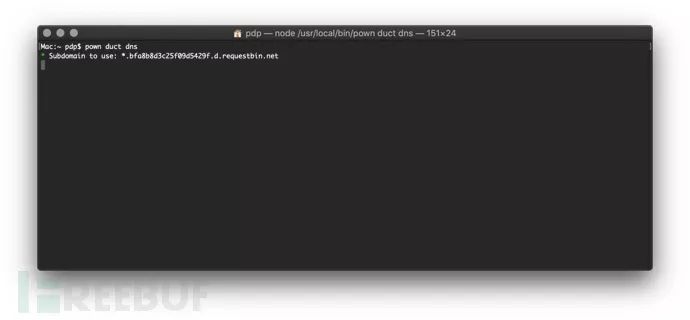 pdp — node /usr/local/bin/pown duct dns — 151×24
[Mac:~ pdp$ pown duct dns ]
* Subdomain to use: *.bfa8b8d3c25f09d5429f.d.requestbin.net
FREEBUF